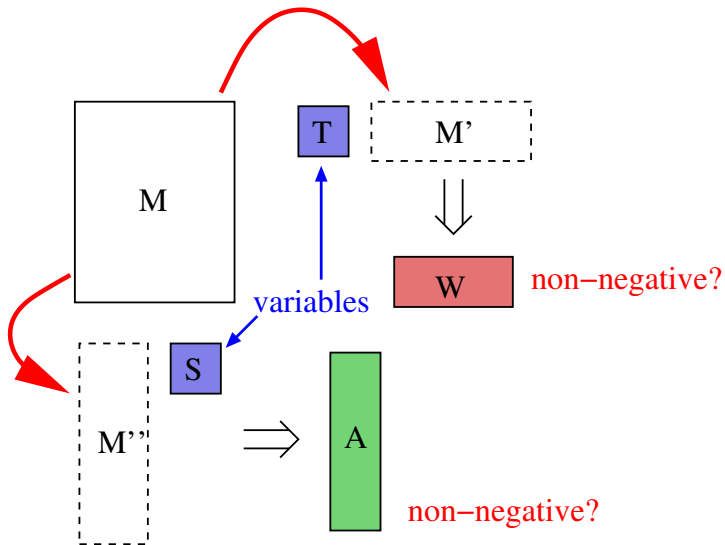 T
M'
M
W
non−negative?
variables
S
M''
A
non−negative?